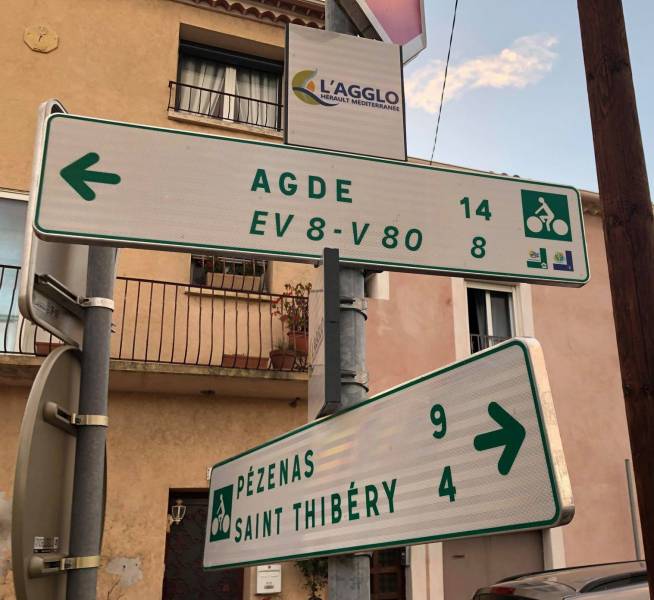 L'AGGLO
HÉRAULT MÉDITERRANÉE
AGDE 14
EV 8 - V 80 8
PÉZENAS 9
SAINT THIBÉRY 4